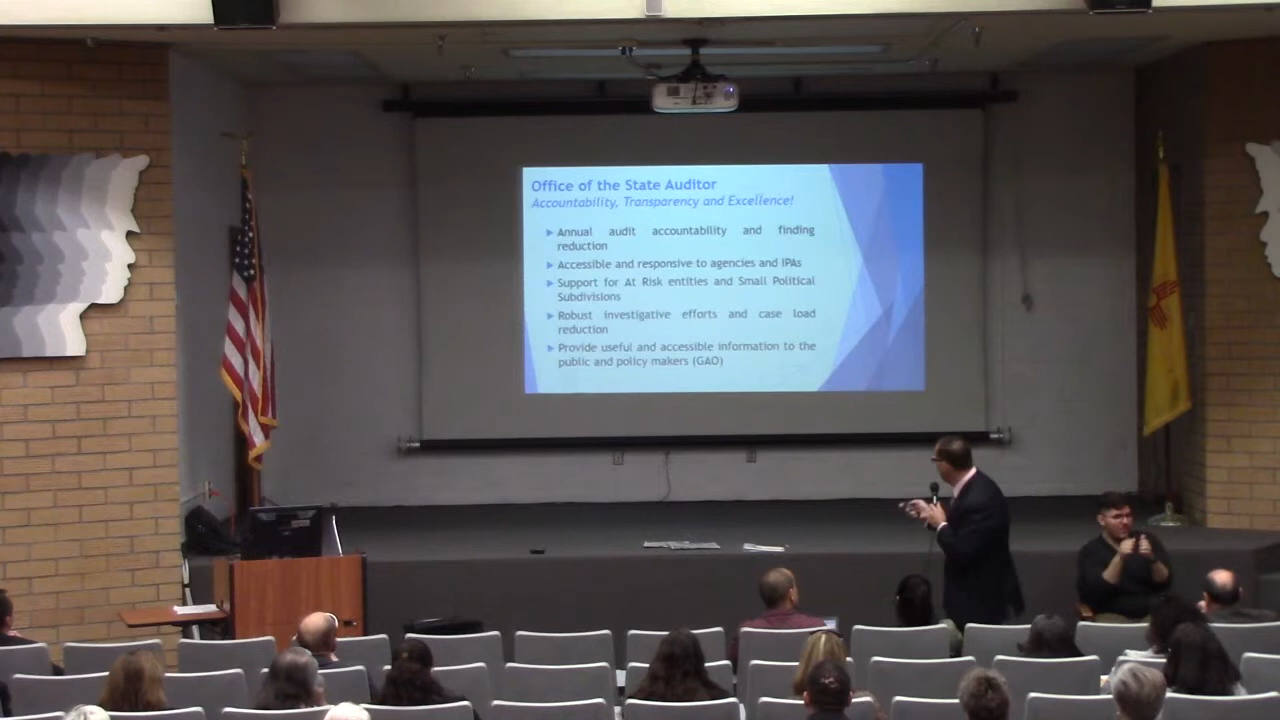 Office of the State Auditor
Accountability, Transparency and Excellence!
Annual audit accountability and finding
reduction
Accessible and responsive to agencies and IPAs
Support for At Risk entities and Small Political
Subdivisions
Robust investigative efforts and case load
reduction
Provide useful and accessible information to the
public and policy makers (GAO)